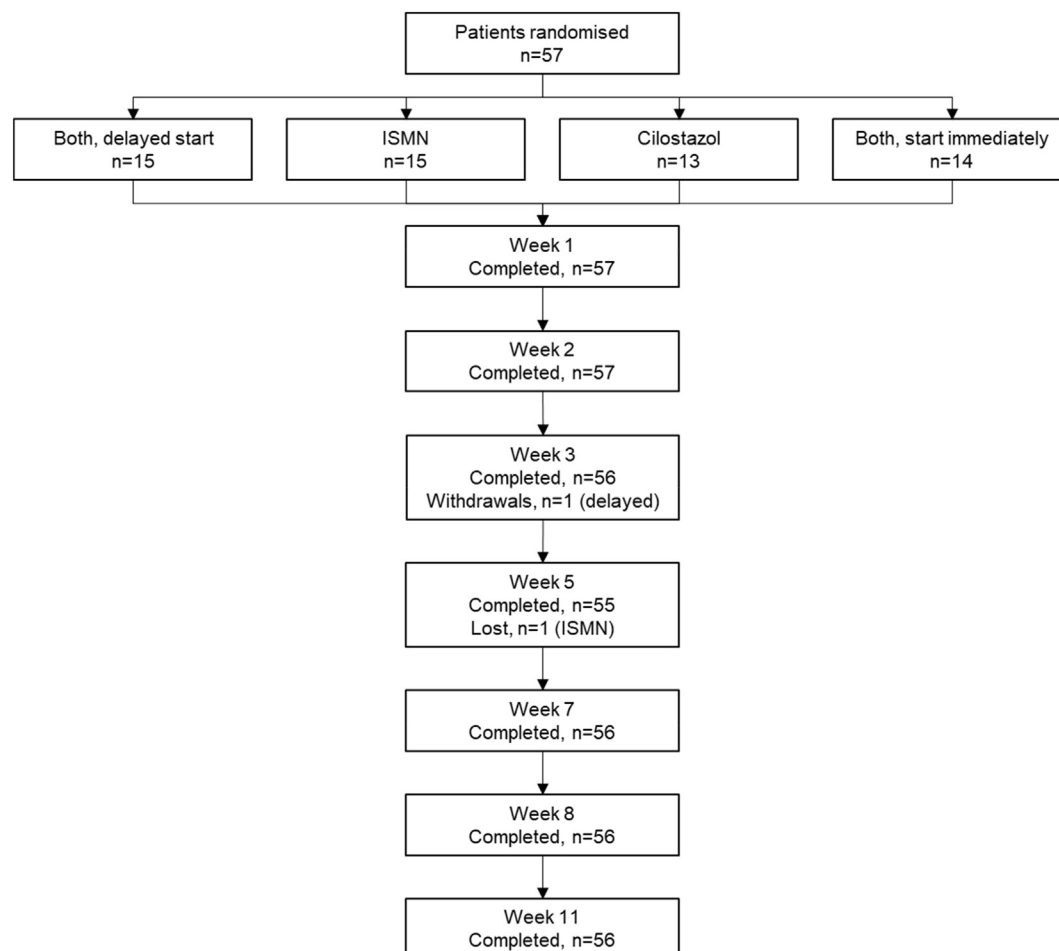 Patients randomised
n=57
Both, delayed start
n=15
ISMN
n=15
Cilostazol
n=13
Both, start immediately
n=14
Week 1
Completed, n=57
Week 2
Completed, n=57
Week 3
Completed, n=56
Withdrawals, n=1 (delayed)
Week 5
Completed, n=55
Lost, n=1 (ISMN)
Week 7
Completed, n=56
Week 8
Completed, n=56
Week 11
Completed, n=56